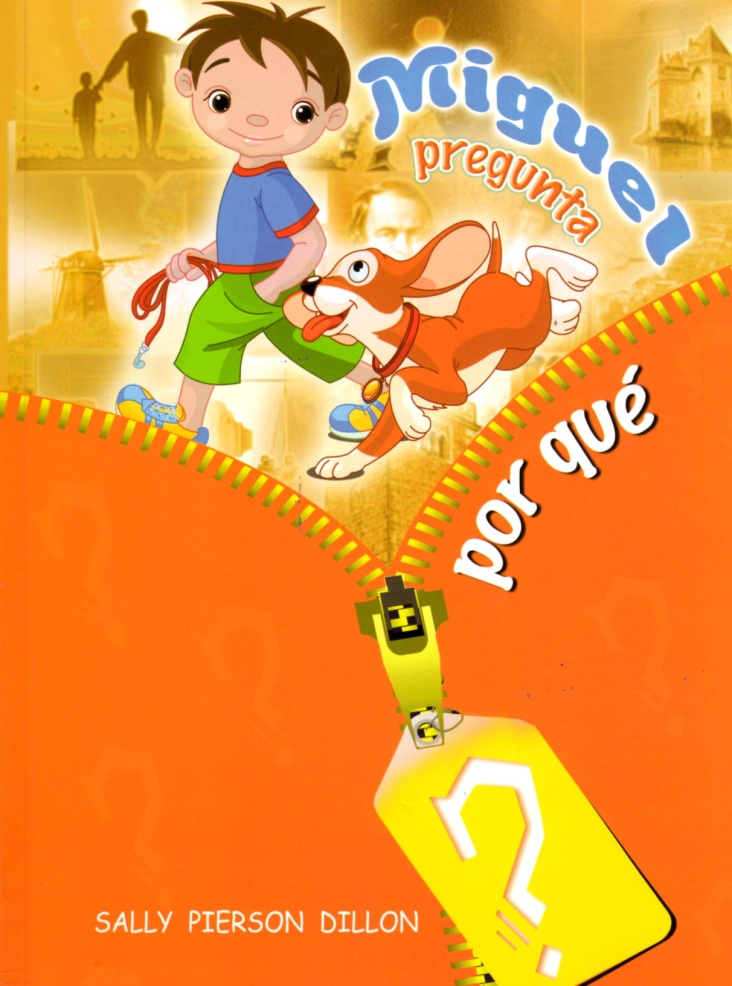 Miguel
pregunta
por qué
?
SALLY PIERSON DILLON